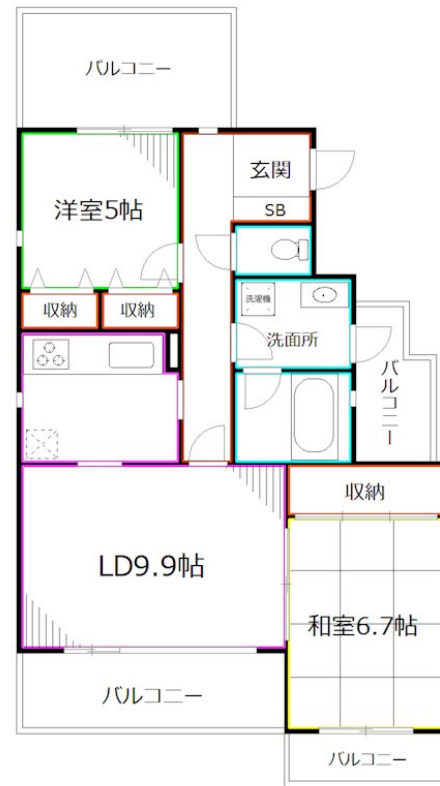 バルコニー
玄関
洋室5帖
SB
収納
収納
洗濯機
洗面所
バルコニー
収納
LD9.9帖
和室6.7帖
バルコニー
バルコニー